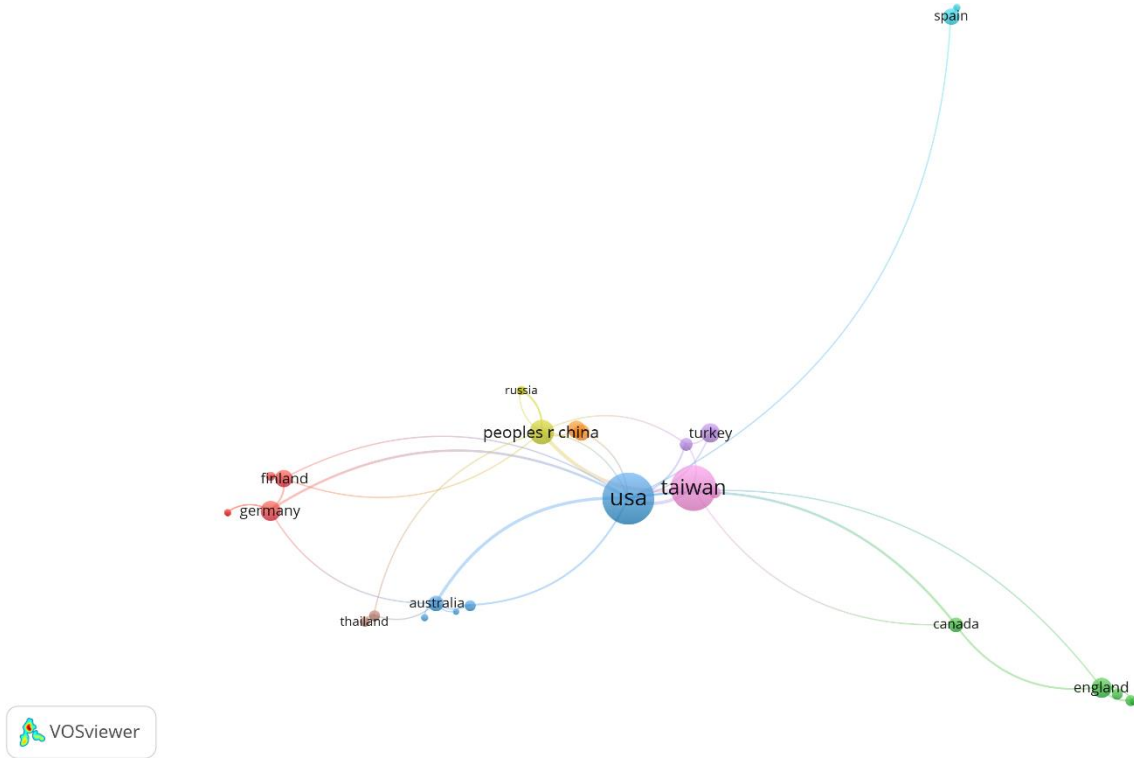 spain
russia
peoples r china
turkey
finland
usa
taiwan
germany
australia
thailand
canada
england
VOSviewer